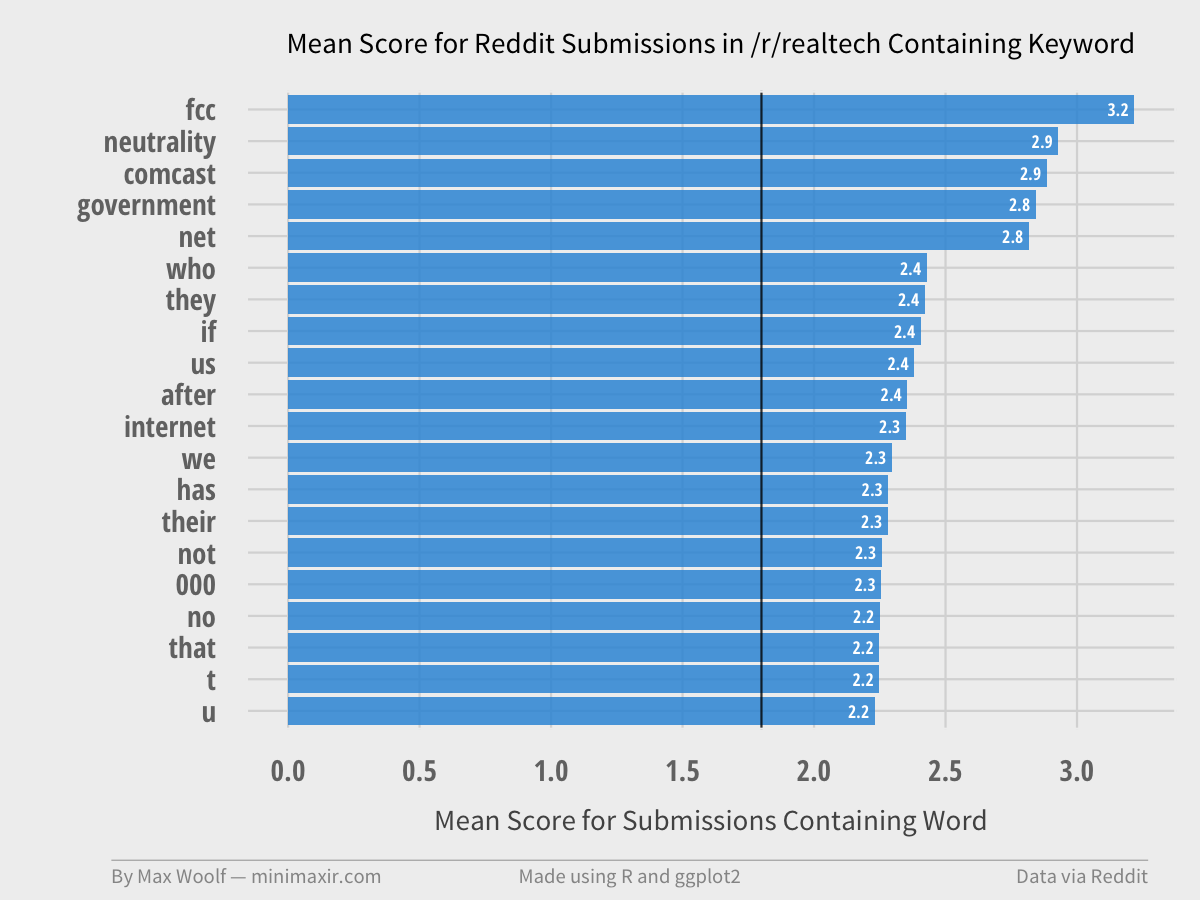 Mean Score for Reddit Submissions in /r/realtech Containing Keyword
fcc 3.2
neutrality 2.9
comcast 2.9
government 2.8
net 2.8
who 2.4
they 2.4
if 2.4
us 2.4
after 2.4
internet 2.3
we 2.3
has 2.3
their 2.3
not 2.3
000 2.3
no 2.2
that 2.2
t 2.2
u 2.2
0.0 0.5 1.0 1.5 2.0 2.5 3.0
Mean Score for Submissions Containing Word
By Max Woolf — minimaxir.com Made using R and ggplot2 Data via Reddit